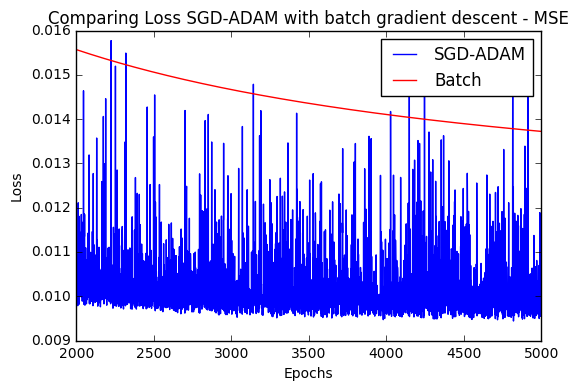 Comparing Loss SGD-ADAM with batch gradient descent - MSE
0.016
0.015
0.014
0.013
0.012
0.011
0.010
0.009
Loss
SGD-ADAM
Batch
2000 2500 3000 3500 4000 4500 5000
Epochs